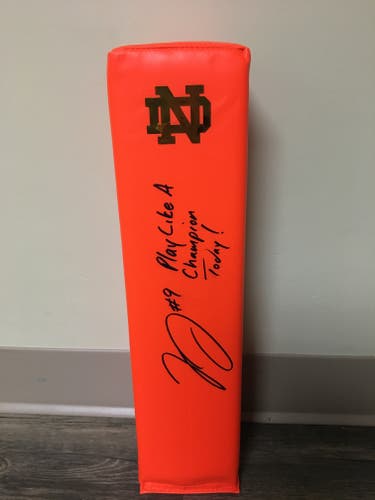 ND
Play Like A
Champion
Today!
#9